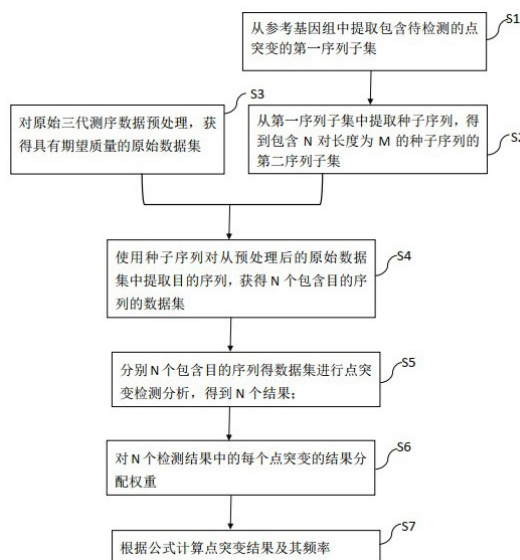 S1
从参考基因组中提取包含待检测的点
突变的第一序列子集
S3
对原始三代测序数据预处理，获
得具有期望质量的原始数据集
从第一序列子集中提取种子序列，得
到包含 N 对长度为 M 的种子序列的
第二序列子集
S2
使用种子序列对从预处理后的原始数据
集中提取目的序列，获得 N 个包含目的序
列的数据集
S4
分别 N 个包含目的序列得数据集进行点突
变检测分析，得到 N 个结果；
S5
对 N 个检测结果中的每个点突变的结果分
配权重
S6
根据公式计算点突变结果及其频率
S7